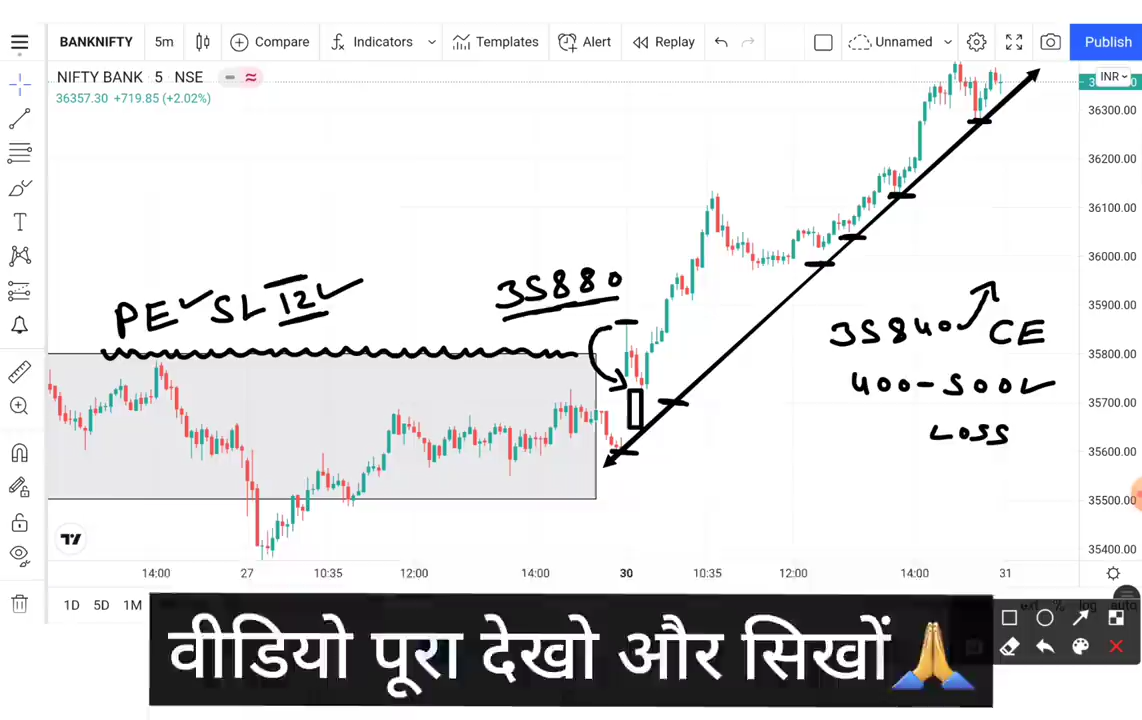 BANKNIFTY 5m Compare Indicators Templates Alert Replay Unnamed Publish
NIFTY BANK · 5 · NSE
36357.30 +719.85 (+2.02%)
INR
36300.00
36200.00
36100.00
36000.00
35900.00
35800.00
35700.00
35600.00
35500.00
35400.00
PE SL 12
35880
35840 CE
400-500
LOSS
14:00 27 10:35 12:00 14:00 30 10:35 12:00 14:00 31
1D 5D 1M % log auto
वीडियो पूरा देखो और सिखों🙏